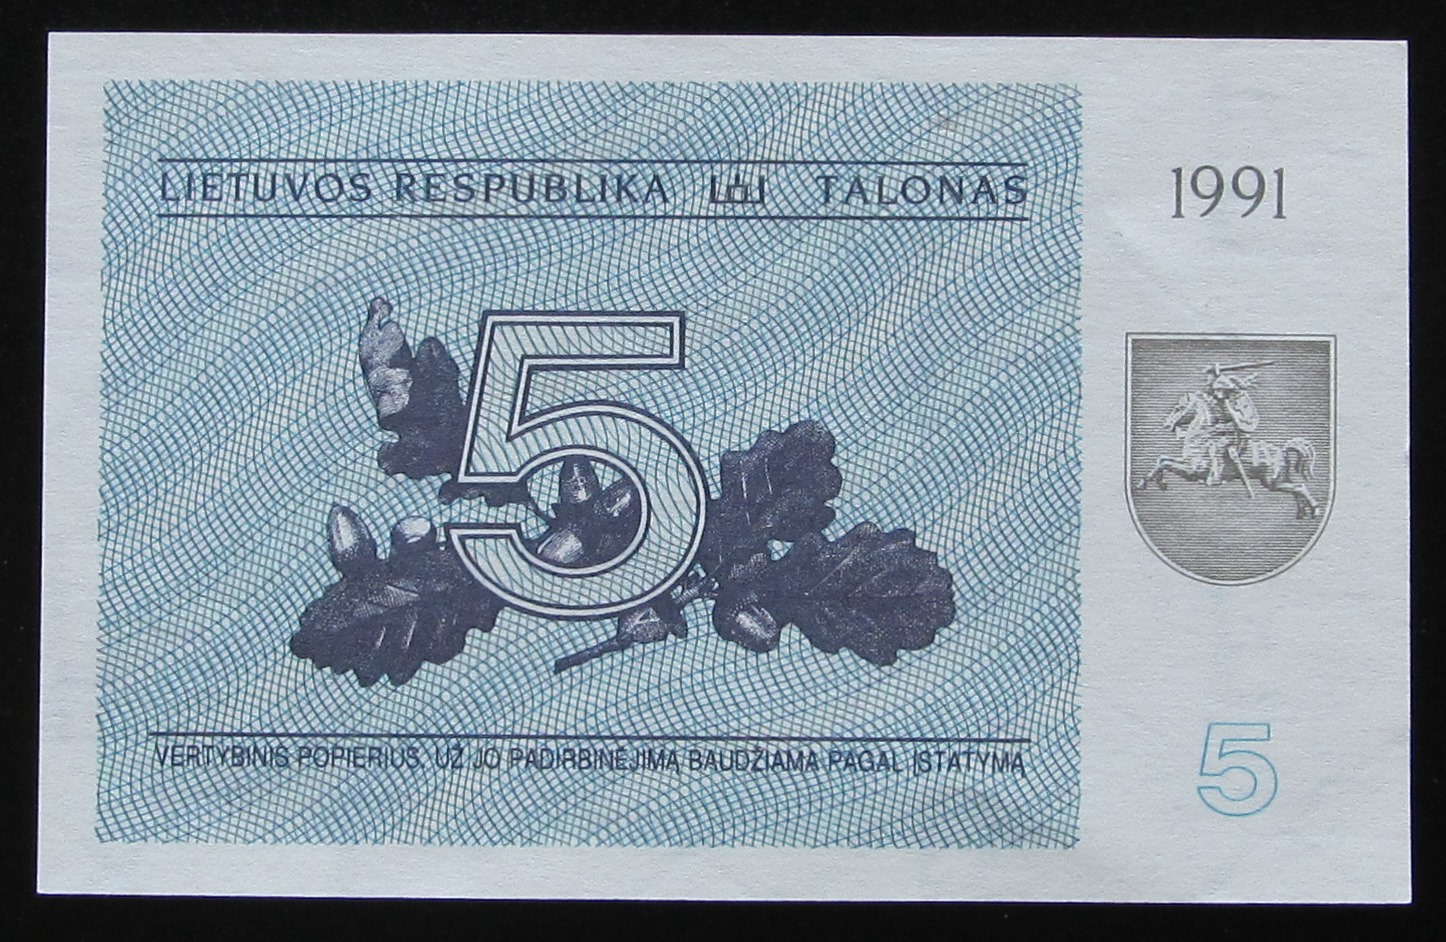 LIETUVOS RESPUBLIKA TALONAS
1991
5
VERTYBINIS POPIERIUS, UŽ JO PADIRBINĖJIMĄ BAUDŽIAMA PAGAL ĮSTATYMĄ
5